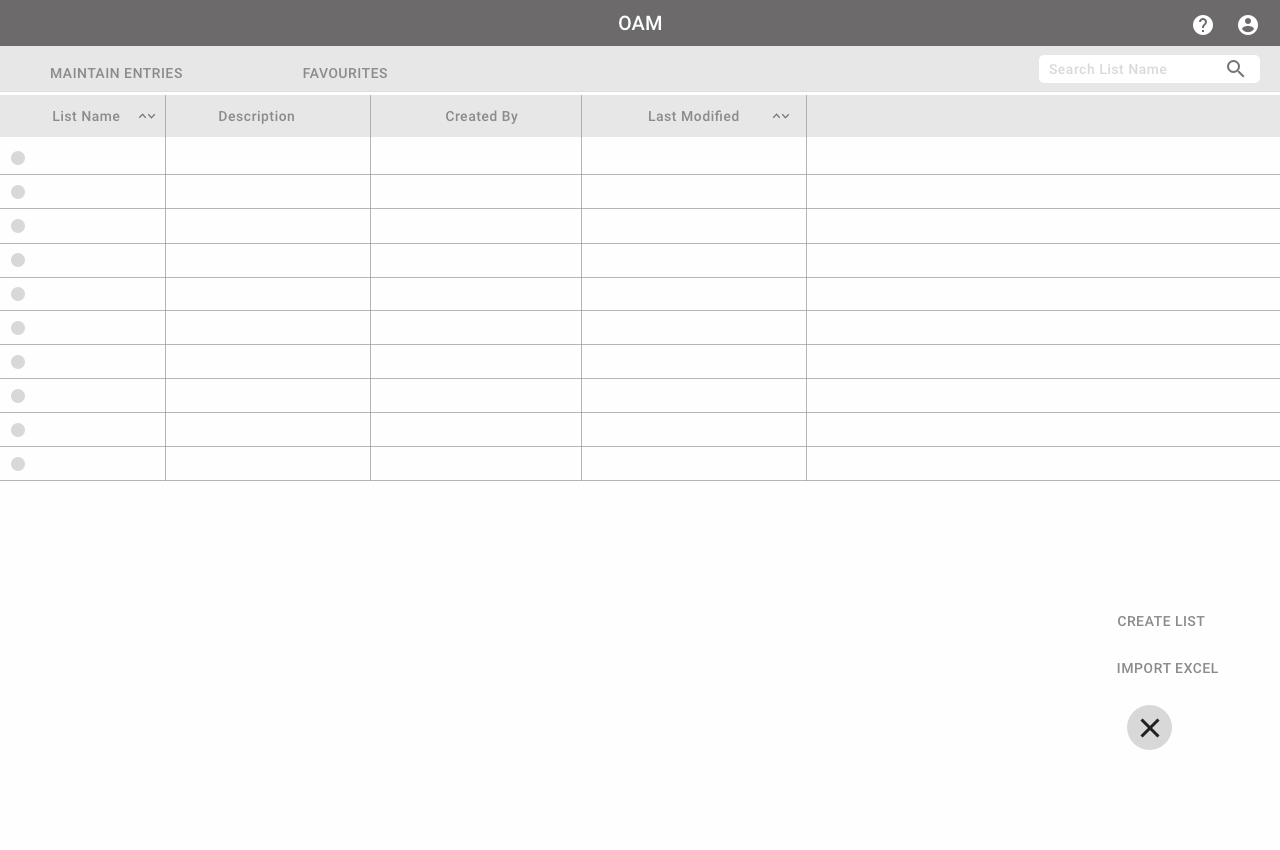 OAM
MAINTAIN ENTRIES
FAVOURITES
Search List Name
List Name
Description
Created By
Last Modified
CREATE LIST
IMPORT EXCEL